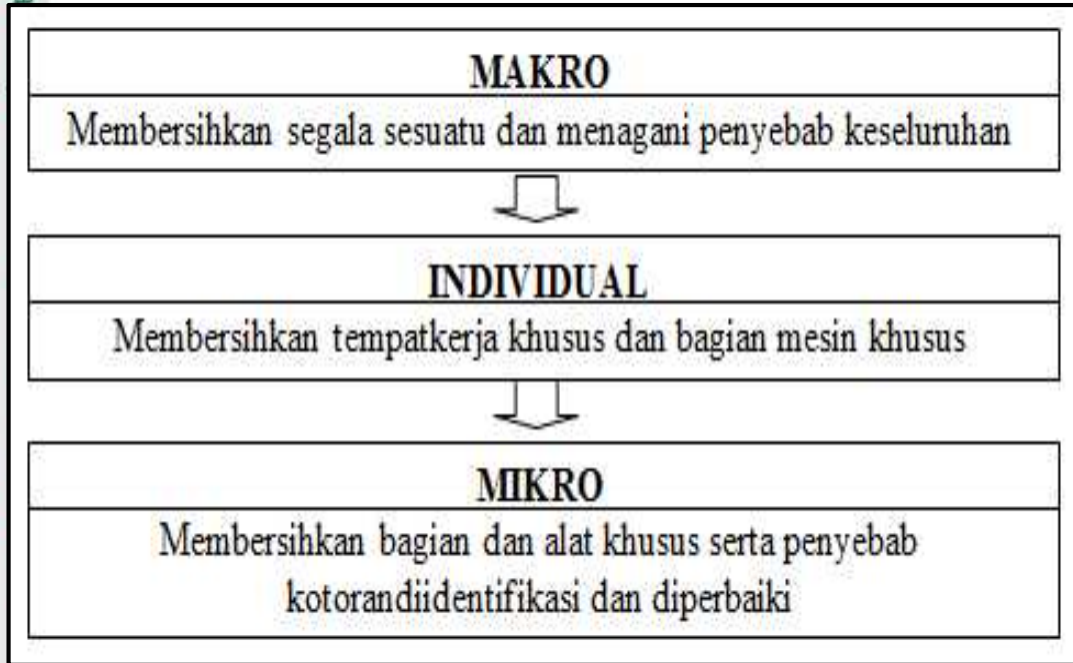 MAKRO
Membersihkan segala sesuatu dan menagani penyebab keseluruhan
INDIVIDUAL
Membersihkan tempatkerja khusus dan bagian mesin khusus
MIKRO
Membersihkan bagian dan alat khusus serta penyebab
kotorandiidentifikasi dan diperbaiki